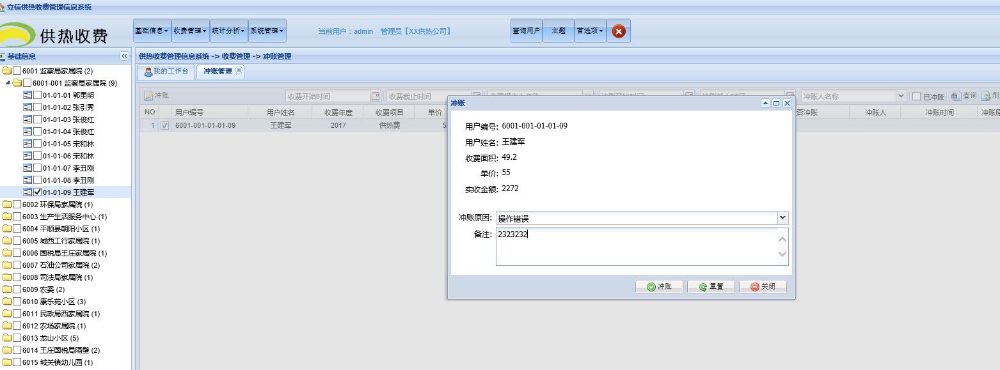 立信供热收费管理信息系统
供热收费
基础信息 收费管理 统计分析 系统管理
当前用户：admin 管理员【XX供热公司】
查询用户 主题 首选项
基础信息
供热收费管理信息系统 -> 收费管理 -> 冲账管理
我的工作台 冲账管理
6001 监察局家属院 (2)
6001-001 监察局家属院 (9)
01-01-01 郭里明
01-01-02 张引秀
01-01-03 张俊红
01-01-04 张俊红
01-01-05 宋和林
01-01-06 宋和林
01-01-07 李丑刚
01-01-08 李丑刚
01-01-09 王建军
6002 环保局家属院 (1)
6003 生产生活服务中心 (1)
6004 平顺县朝阳小区 (1)
6005 城西工行家属院 (1)
6006 国税局王庄家属院 (1)
6007 石油公司家属院 (2)
6008 司法局家属院 (1)
6009 农委 (2)
6010 康乐苑小区 (3)
6011 民政局西家属院 (1)
6012 农场家属院 (1)
6013 龙山小区 (5)
6014 王庄国税局隔壁 (2)
6015 城关镇幼儿园 (1)
冲账 收费开始时间 收费截止时间 冲账人名称 已冲账 查询
NO 用户编号 用户姓名 收费年度 收费项目 单价 否冲账 冲账人 冲账时间 冲账原
1 6001-001-01-01-09 王建军 2017 供热费 5
冲账
用户编号: 6001-001-01-01-09
用户姓名: 王建军
收费面积: 49.2
单价: 55
实收金额: 2272
冲账原因: 操作错误
备注: 2323232
冲账 重置 关闭